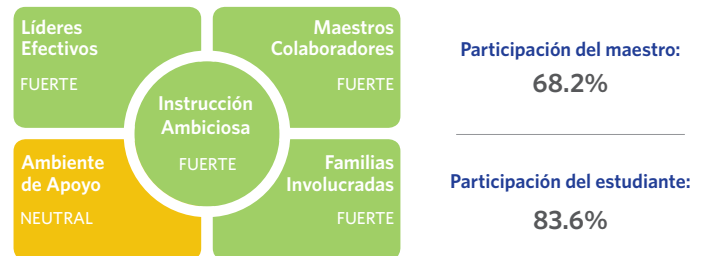 Líderes
Efectivos
FUERTE
Maestros
Colaboradores
FUERTE
Instrucción
Ambiciosa
FUERTE
Ambiente
de Apoyo
NEUTRAL
Familias
Involucradas
FUERTE
Participación del maestro:
68.2%
Participación del estudiante:
83.6%